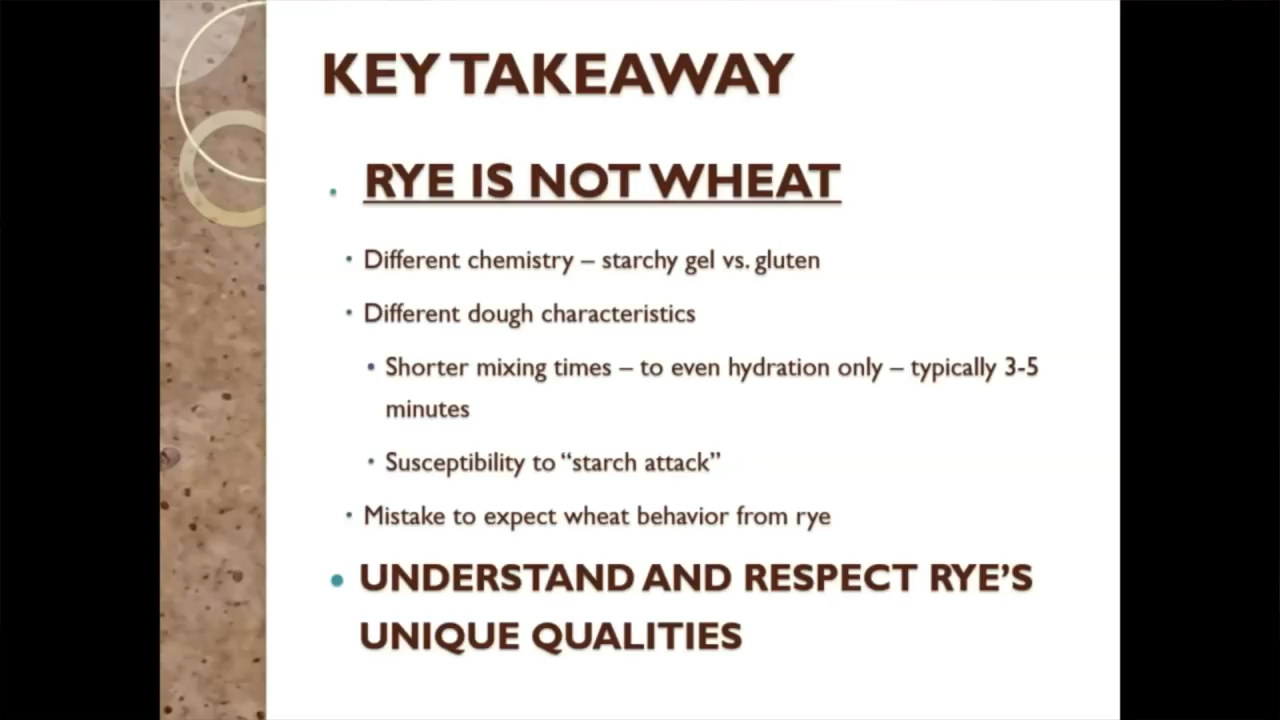 KEY TAKEAWAY
RYE IS NOT WHEAT
Different chemistry – starchy gel vs. gluten
Different dough characteristics
Shorter mixing times – to even hydration only – typically 3-5
minutes
Susceptibility to “starch attack”
Mistake to expect wheat behavior from rye
UNDERSTAND AND RESPECT RYE’S
UNIQUE QUALITIES